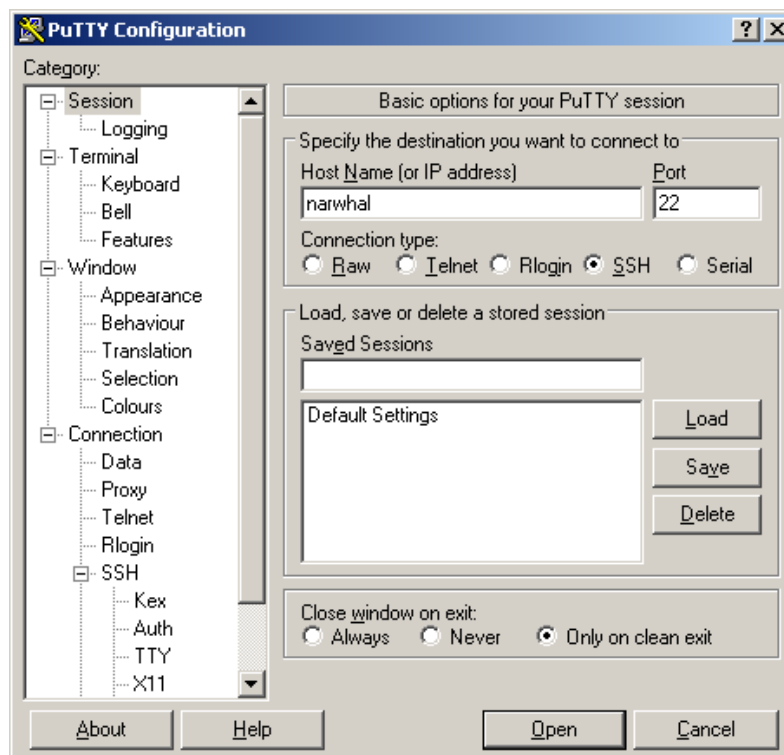 PuTTY Configuration
Category:
Session
Logging
Terminal
Keyboard
Bell
Features
Window
Appearance
Behaviour
Translation
Selection
Colours
Connection
Data
Proxy
Telnet
Rlogin
SSH
Kex
Auth
TTY
X11
Basic options for your PuTTY session
Specify the destination you want to connect to
Host Name (or IP address) Port
narwhal 22
Connection type:
Raw Telnet Rlogin SSH Serial
Load, save or delete a stored session
Saved Sessions
Default Settings
Load
Save
Delete
Close window on exit:
Always Never Only on clean exit
About Help Open Cancel